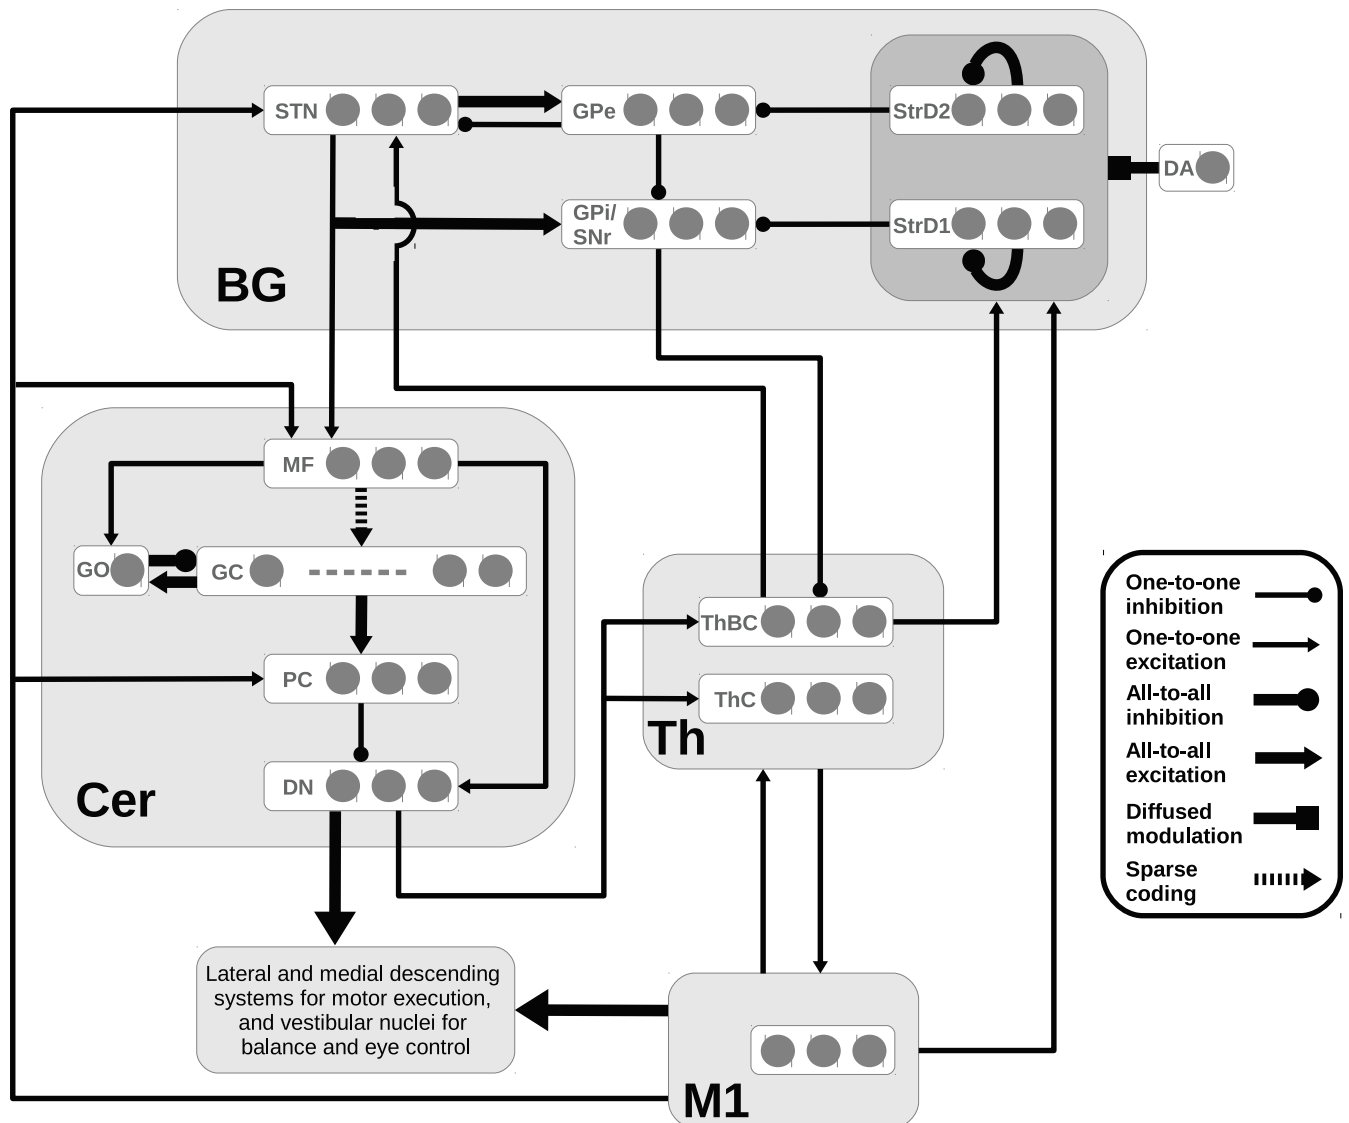 STN
GPe
StrD2
DA
GPi/
SNr
StrD1
BG
MF
GO
GC
PC
DN
Cer
ThBC
ThC
Th
One-to-one
inhibition
One-to-one
excitation
All-to-all
inhibition
All-to-all
excitation
Diffused
modulation
Sparse
coding
Lateral and medial descending
systems for motor execution,
and vestibular nuclei for
balance and eye control
M1